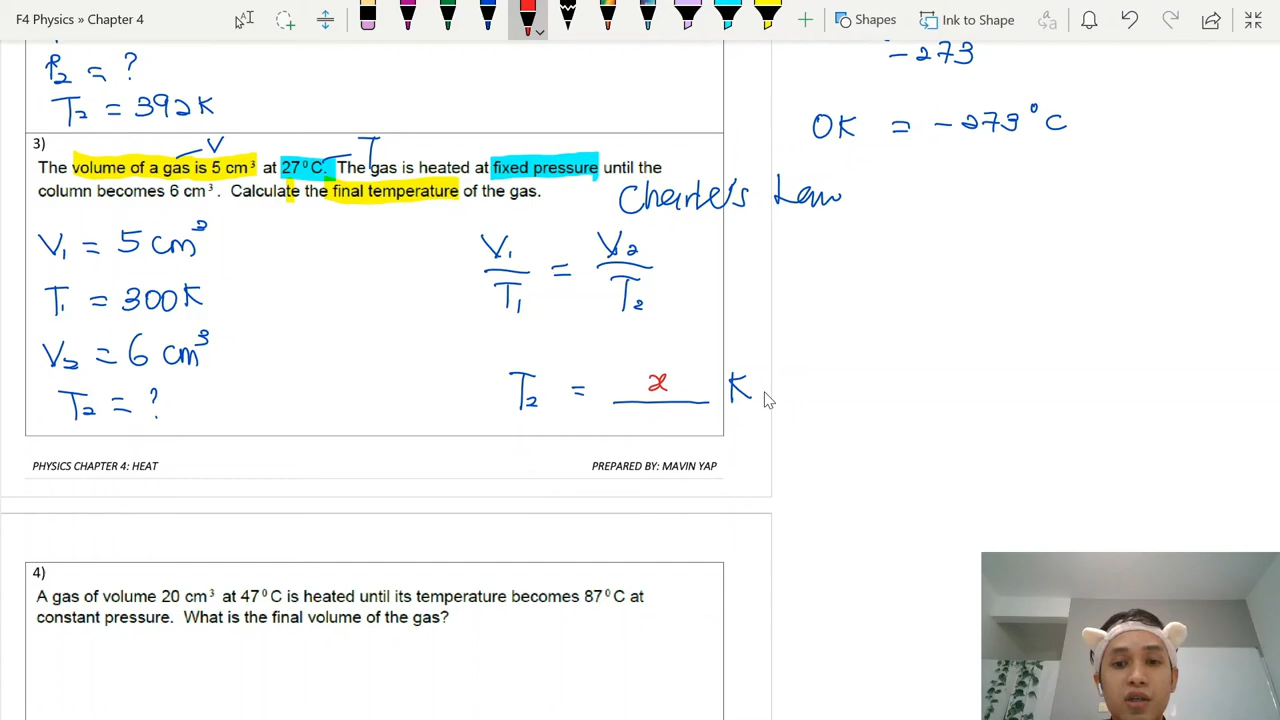 F4 Physics » Chapter 4
Shapes
Ink to Shape
P₂ = ?
T₂ = 392K
-273
0K = -273°C
3)
V
T
The volume of a gas is 5 cm³ at 27⁰C. The gas is heated at fixed pressure until the
column becomes 6 cm³. Calculate the final temperature of the gas.
Charle's Law
V₁ = 5 cm³
T₁ = 300K
V₂ = 6 cm³
T₂ = ?
V₁/T₁ = V₂/T₂
T₂ = x K
PHYSICS CHAPTER 4: HEAT
PREPARED BY: MAVIN YAP
4)
A gas of volume 20 cm³ at 47⁰C is heated until its temperature becomes 87⁰C at
constant pressure. What is the final volume of the gas?